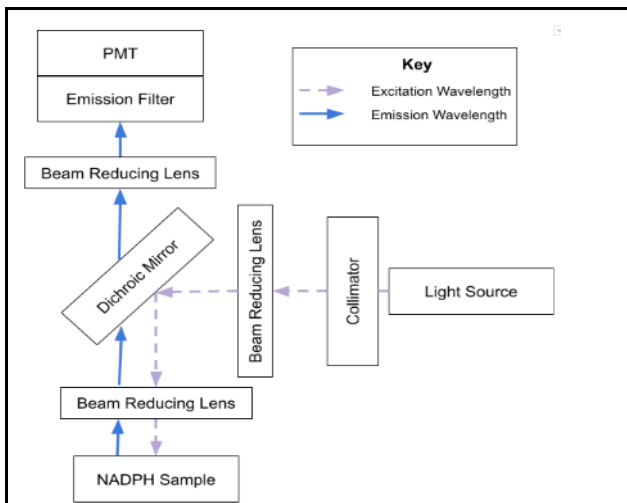 PMT
Emission Filter
Key
Excitation Wavelength
Emission Wavelength
Beam Reducing Lens
Dichroic Mirror
Beam Reducing Lens
Collimator
Light Source
Beam Reducing Lens
NADPH Sample